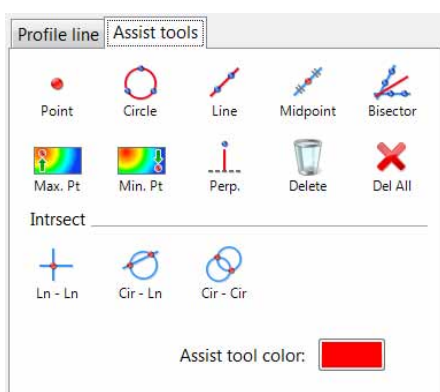 Profile line Assist tools
Point Circle Line Midpoint Bisector
Max. Pt Min. Pt Perp. Delete Del All
Intrsect
Ln - Ln Cir - Ln Cir - Cir
Assist tool color: